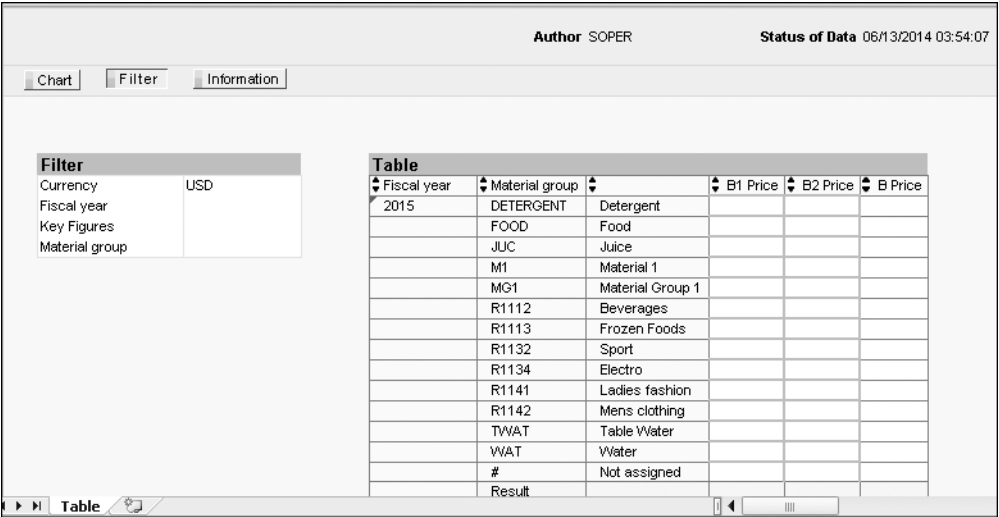 Author SOPER Status of Data 06/13/2014 03:54:07
Chart Filter Information
Filter
Currency USD
Fiscal year
Key Figures
Material group
Table
Fiscal year Material group B1 Price B2 Price B Price
2015 DETERGENT Detergent
FOOD Food
JUC Juice
M1 Material 1
MG1 Material Group 1
R1112 Beverages
R1113 Frozen Foods
R1132 Sport
R1134 Electro
R1141 Ladies fashion
R1142 Mens clothing
TWAT Table Water
WAT Water
# Not assigned
Result
Table